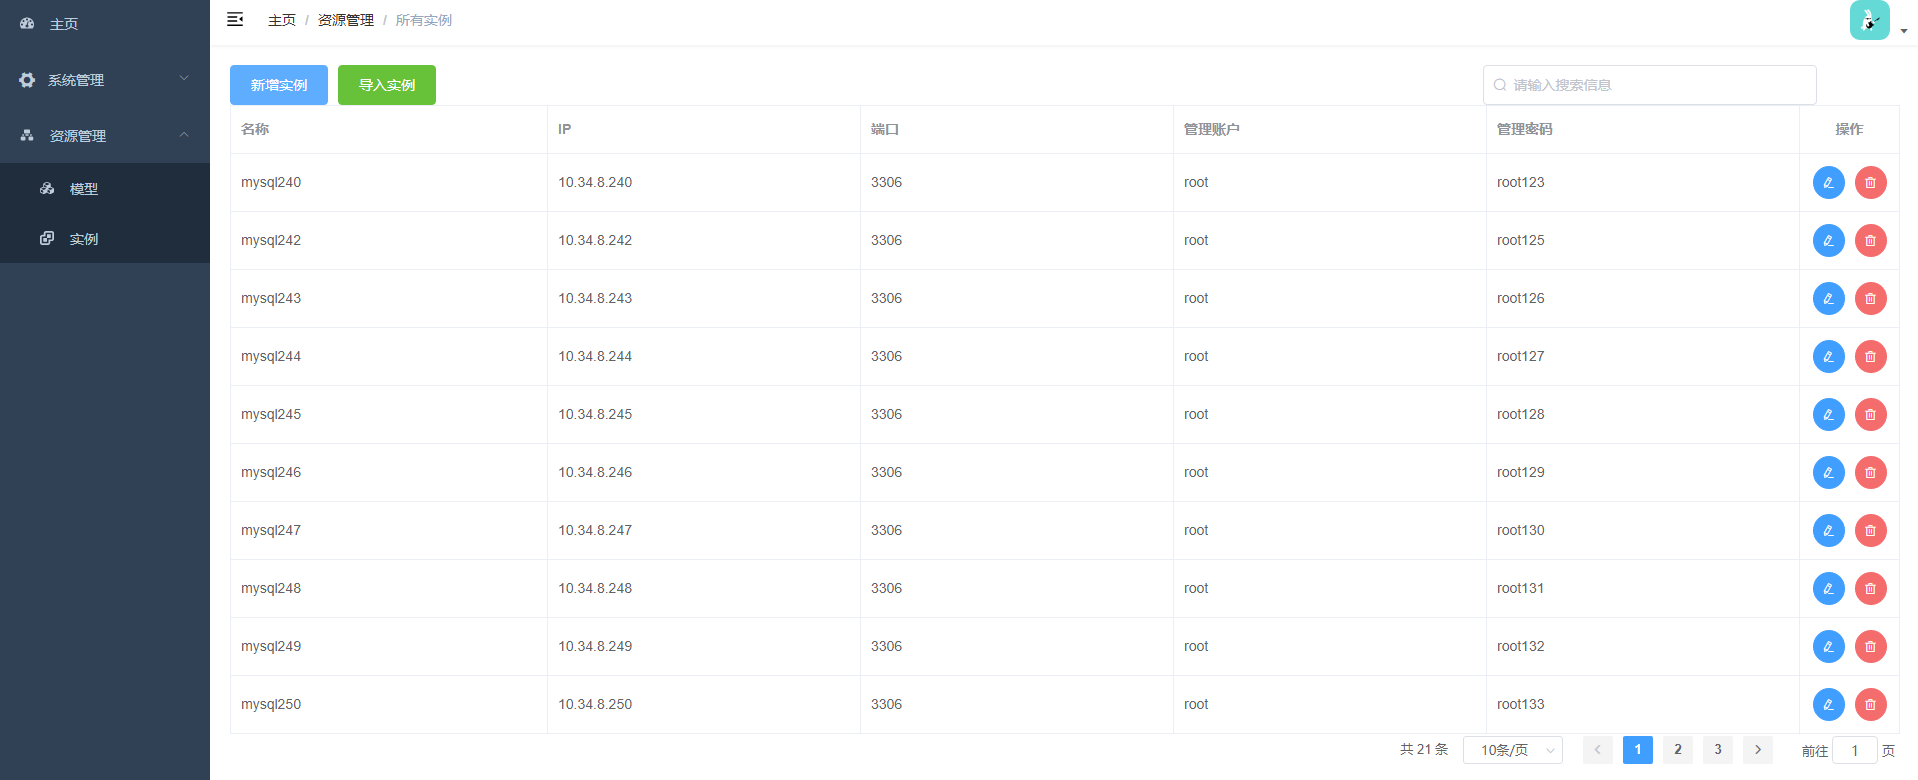 主页
系统管理
资源管理
模型
实例
主页 / 资源管理 / 所有实例
新增实例 导入实例 请输入搜索信息
名称 IP 端口 管理账户 管理密码 操作
mysql240 10.34.8.240 3306 root root123
mysql242 10.34.8.242 3306 root root125
mysql243 10.34.8.243 3306 root root126
mysql244 10.34.8.244 3306 root root127
mysql245 10.34.8.245 3306 root root128
mysql246 10.34.8.246 3306 root root129
mysql247 10.34.8.247 3306 root root130
mysql248 10.34.8.248 3306 root root131
mysql249 10.34.8.249 3306 root root132
mysql250 10.34.8.250 3306 root root133
共 21 条 10条/页 1 2 3 前往 1 页